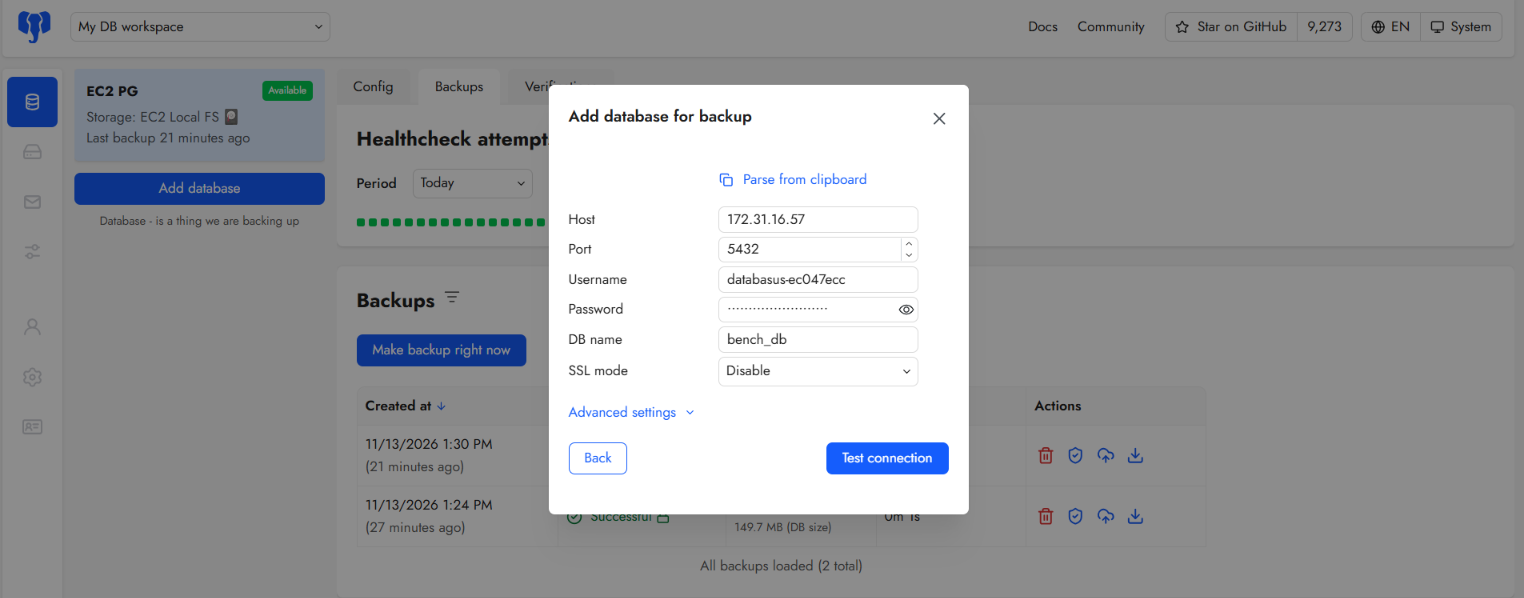 My DB workspace
Docs
Community
Star on GitHub
9,273
EN
System
EC2 PG
Available
Storage: EC2 Local FS
Last backup 21 minutes ago
Add database
Database - is a thing we are backing up
Config
Backups
Healthcheck
Period
Today
Backups
Make backup right now
Created at
Actions
11/13/2026 1:30 PM
(21 minutes ago)
11/13/2026 1:24 PM
(27 minutes ago)
Successful
149.7 MB (DB size)
0m 1s
All backups loaded (2 total)
Add database for backup
Parse from clipboard
Host
172.31.16.57
Port
5432
Username
databasus-ec047ecc
Password
DB name
bench_db
SSL mode
Disable
Advanced settings
Back
Test connection